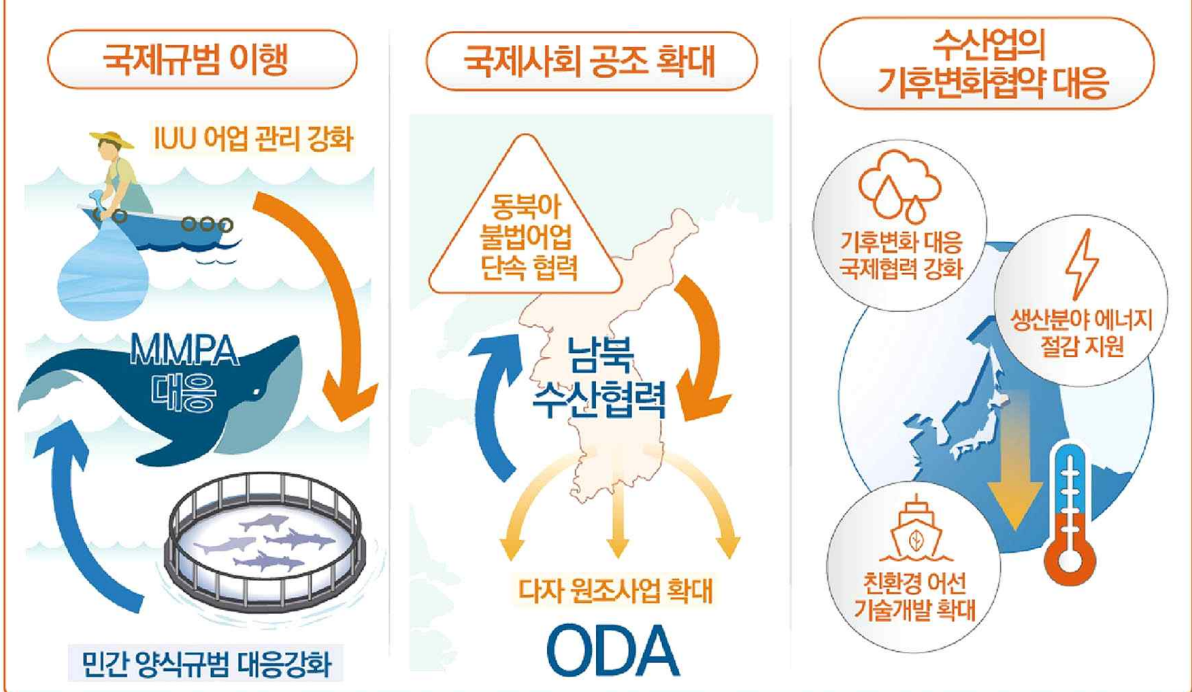 국제규범 이행
IUU 어업 관리 강화
MMPA
대응
민간 양식규범 대응강화
국제사회 공조 확대
동북아
불법어업
단속 협력
남북
수산협력
다자 원조사업 확대
ODA
수산업의
기후변화협약 대응
기후변화 대응
국제협력 강화
생산분야 에너지
절감 지원
친환경 어선
기술개발 확대